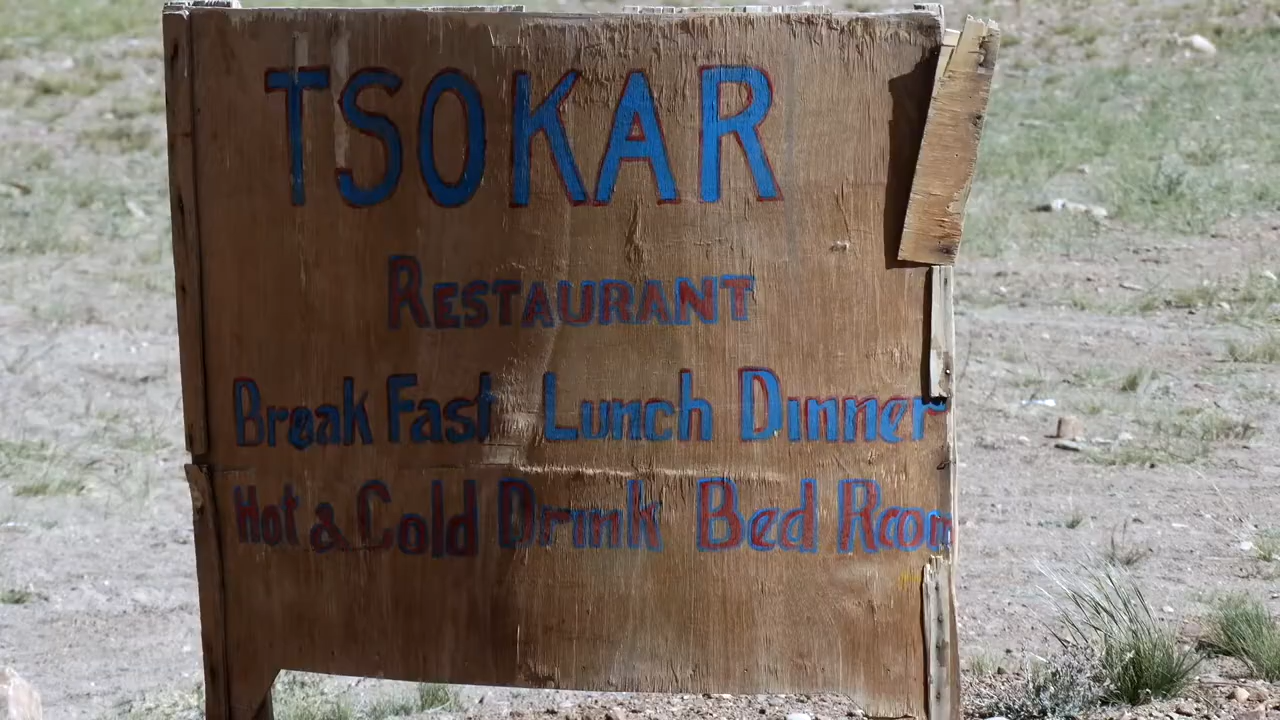 TSOKAR
RESTAURANT
Break Fast Lunch Dinner
Hot & Cold Drink Bed Room